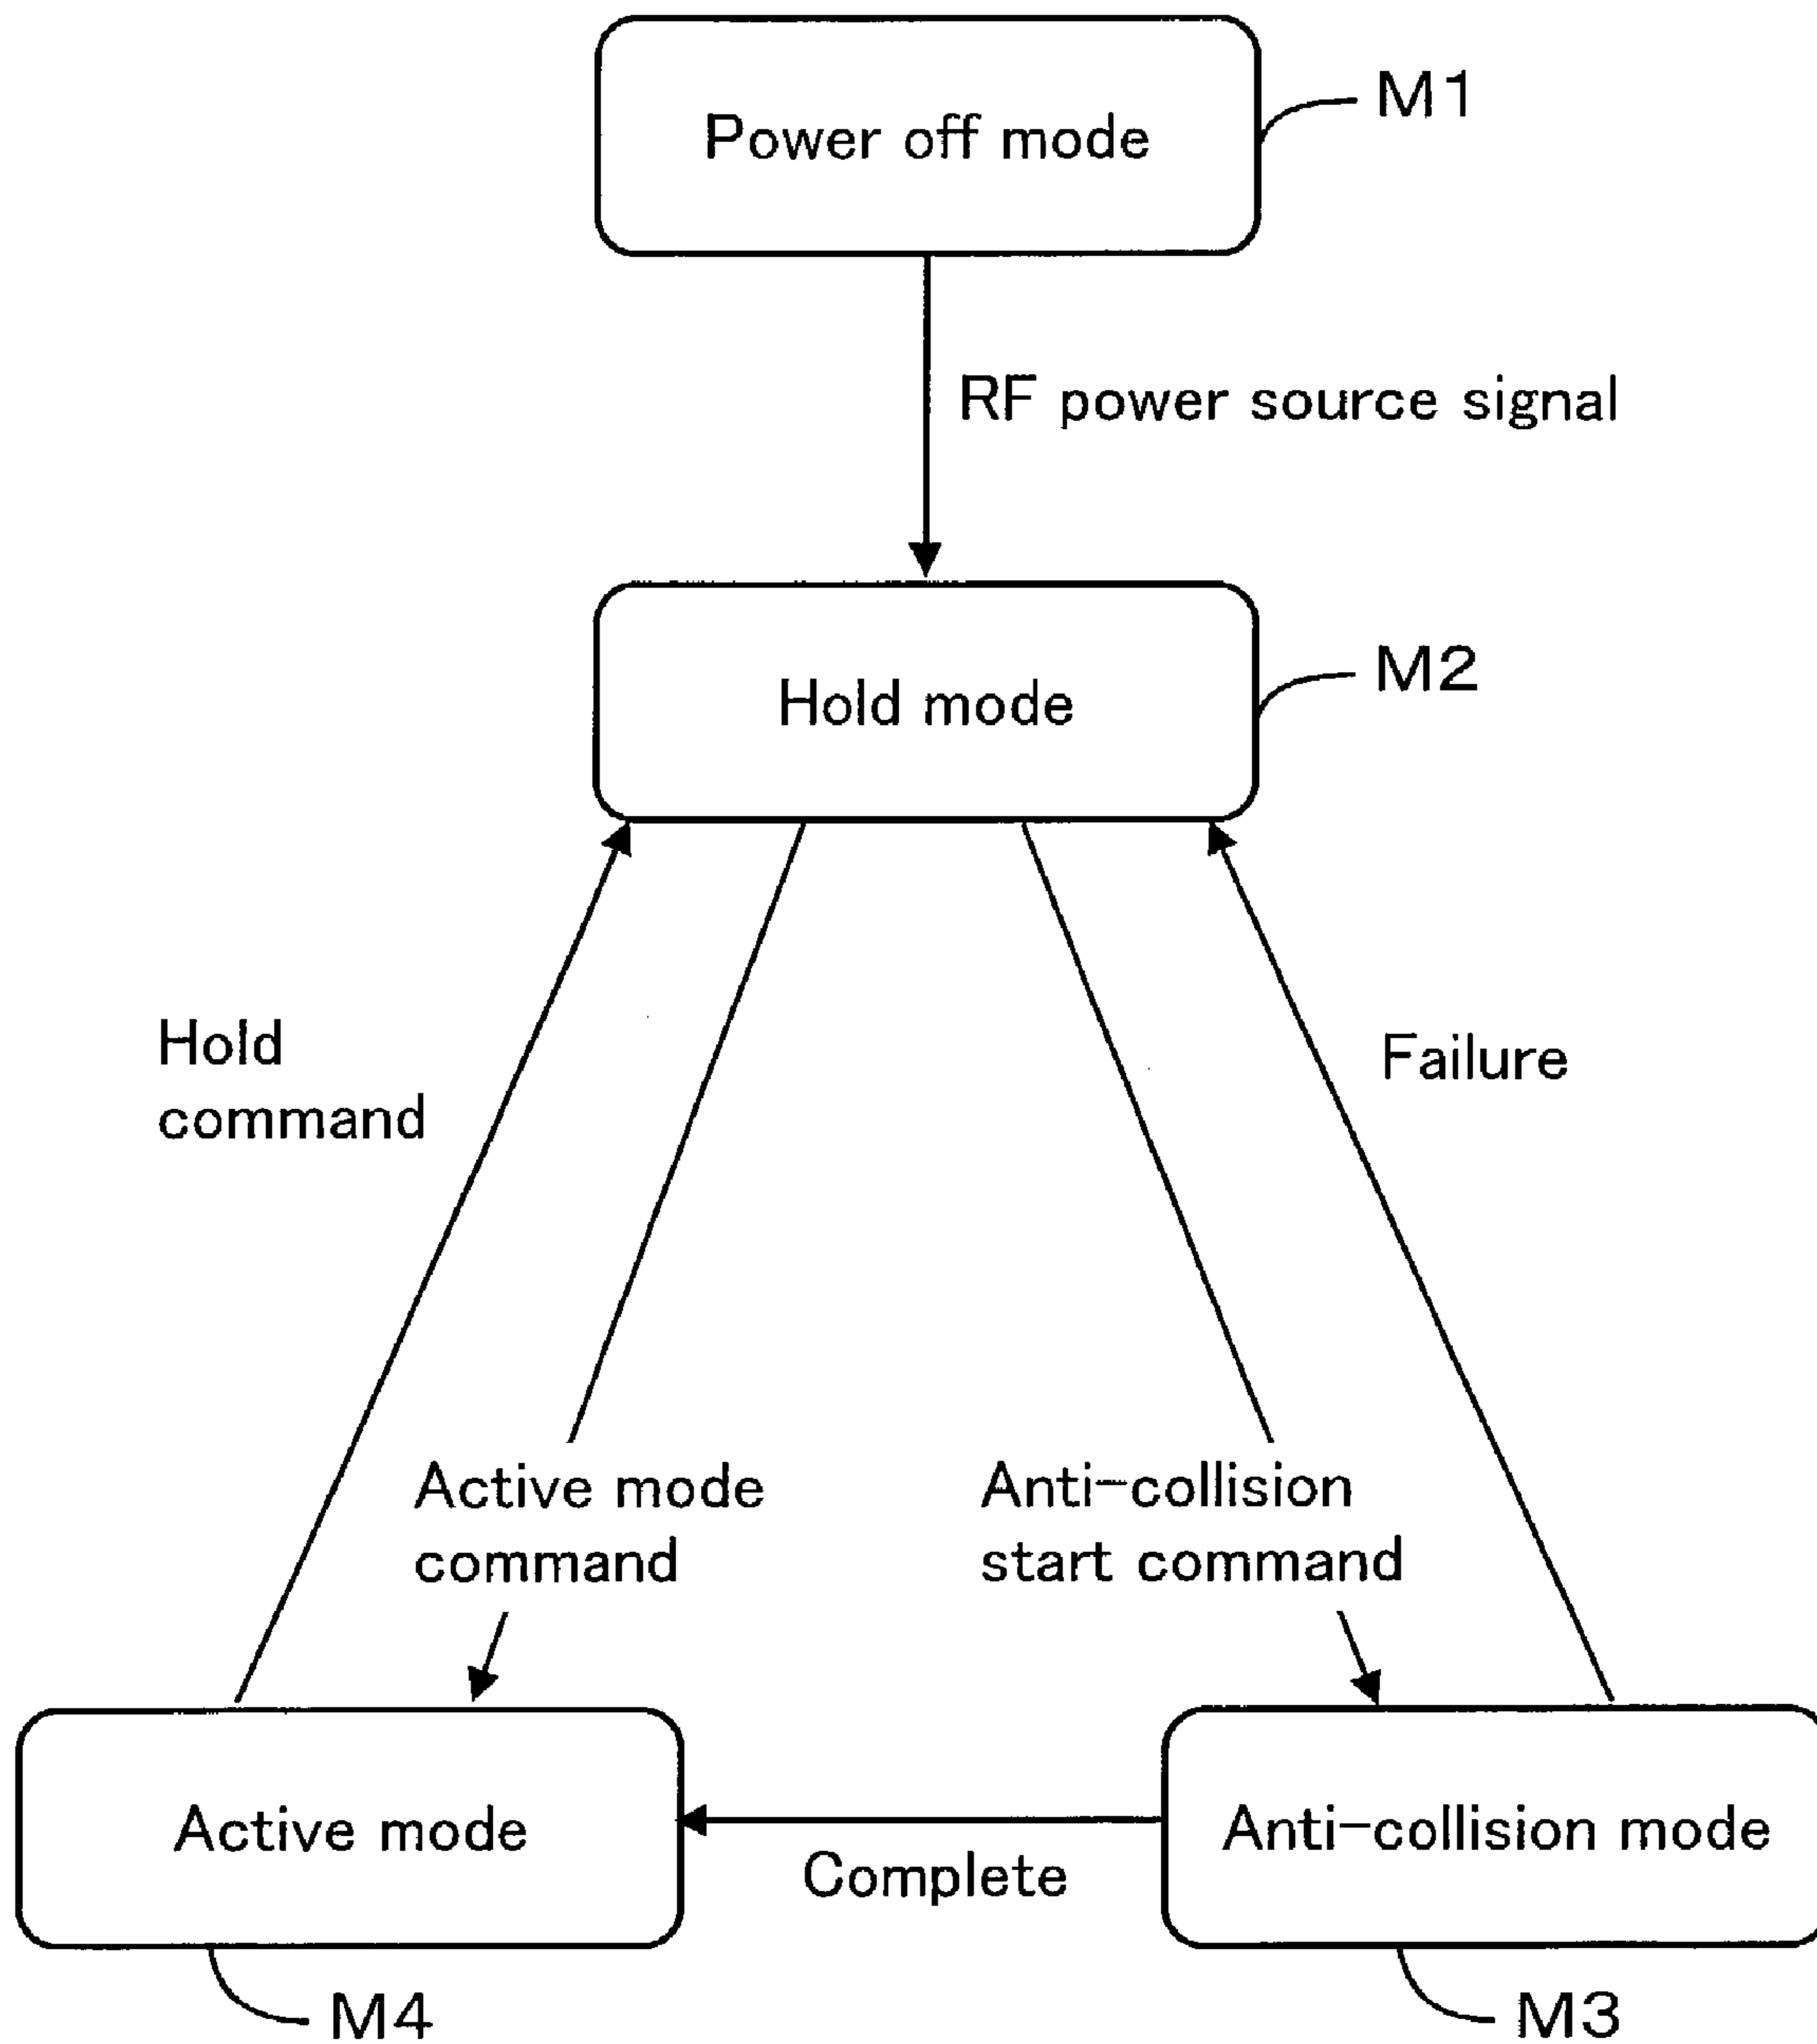 Power off mode
M1
RF power source signal
Hold mode
M2
Hold
command
Failure
Active mode
command
Anti-collision
start command
Active mode
Complete
Anti-collision mode
M4
M3